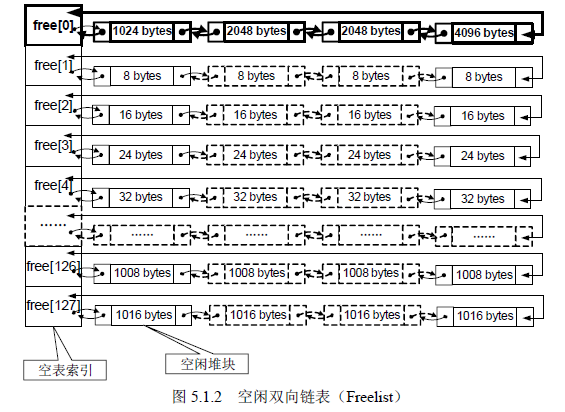 free[0] 1024 bytes 2048 bytes 2048 bytes 4096 bytes
free[1] 8 bytes 8 bytes 8 bytes 8 bytes
free[2] 16 bytes 16 bytes 16 bytes 16 bytes
free[3] 24 bytes 24 bytes 24 bytes 24 bytes
free[4] 32 bytes 32 bytes 32 bytes 32 bytes
…… …… …… …… ……
free[126] 1008 bytes 1008 bytes 1008 bytes 1008 bytes
free[127] 1016 bytes 1016 bytes 1016 bytes 1016 bytes
空表索引 空闲堆块
图 5.1.2 空闲双向链表（Freelist）